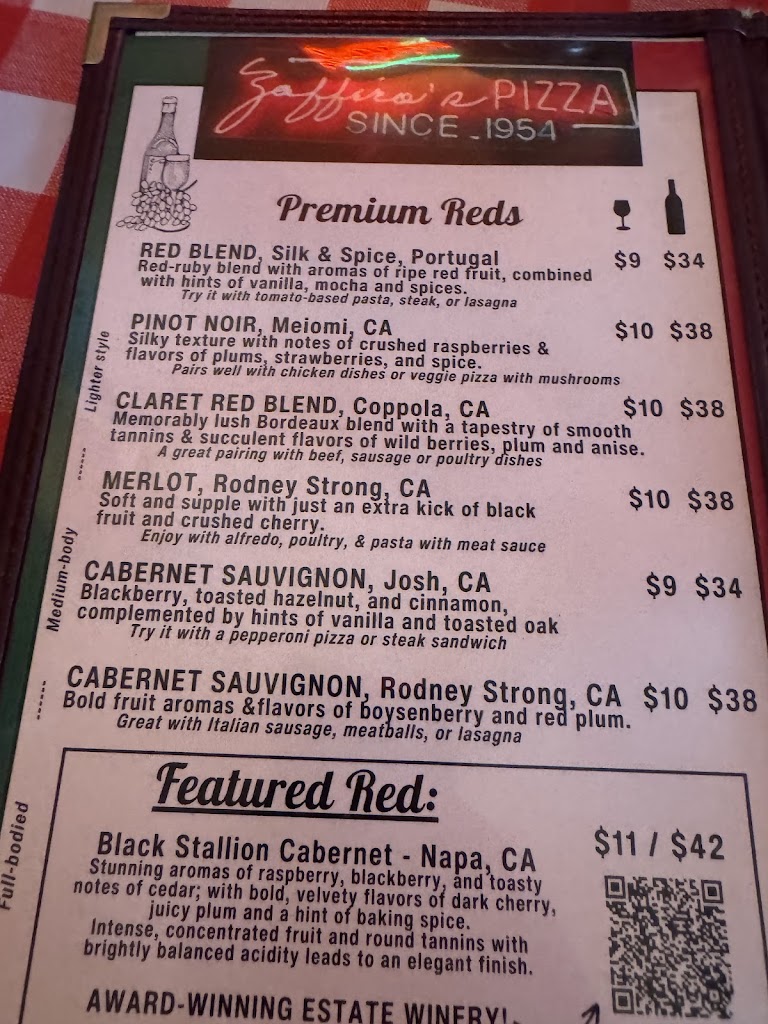 Zaffiro's PIZZA
SINCE 1954
Premium Reds
RED BLEND, Silk & Spice, Portugal $9 $34
Red-ruby blend with aromas of ripe red fruit, combined
with hints of vanilla, mocha and spices.
Try it with tomato-based pasta, steak, or lasagna
PINOT NOIR, Meiomi, CA $10 $38
Silky texture with notes of crushed raspberries &
flavors of plums, strawberries, and spice.
Pairs well with chicken dishes or veggie pizza with mushrooms
Lighter style
CLARET RED BLEND, Coppola, CA $10 $38
Memorably lush Bordeaux blend with a tapestry of smooth
tannins & succulent flavors of wild berries, plum and anise.
A great pairing with beef, sausage or poultry dishes
MERLOT, Rodney Strong, CA $10 $38
Soft and supple with just an extra kick of black
fruit and crushed cherry.
Enjoy with alfredo, poultry, & pasta with meat sauce
Medium-body
CABERNET SAUVIGNON, Josh, CA $9 $34
Blackberry, toasted hazelnut, and cinnamon,
complemented by hints of vanilla and toasted oak
Try it with a pepperoni pizza or steak sandwich
CABERNET SAUVIGNON, Rodney Strong, CA $10 $38
Bold fruit aromas &flavors of boysenberry and red plum.
Great with Italian sausage, meatballs, or lasagna
Full-bodied
Featured Red:
Black Stallion Cabernet - Napa, CA $11 / $42
Stunning aromas of raspberry, blackberry, and toasty
notes of cedar; with bold, velvety flavors of dark cherry,
juicy plum and a hint of baking spice.
Intense, concentrated fruit and round tannins with
brightly balanced acidity leads to an elegant finish.
AWARD-WINNING ESTATE WINERY!